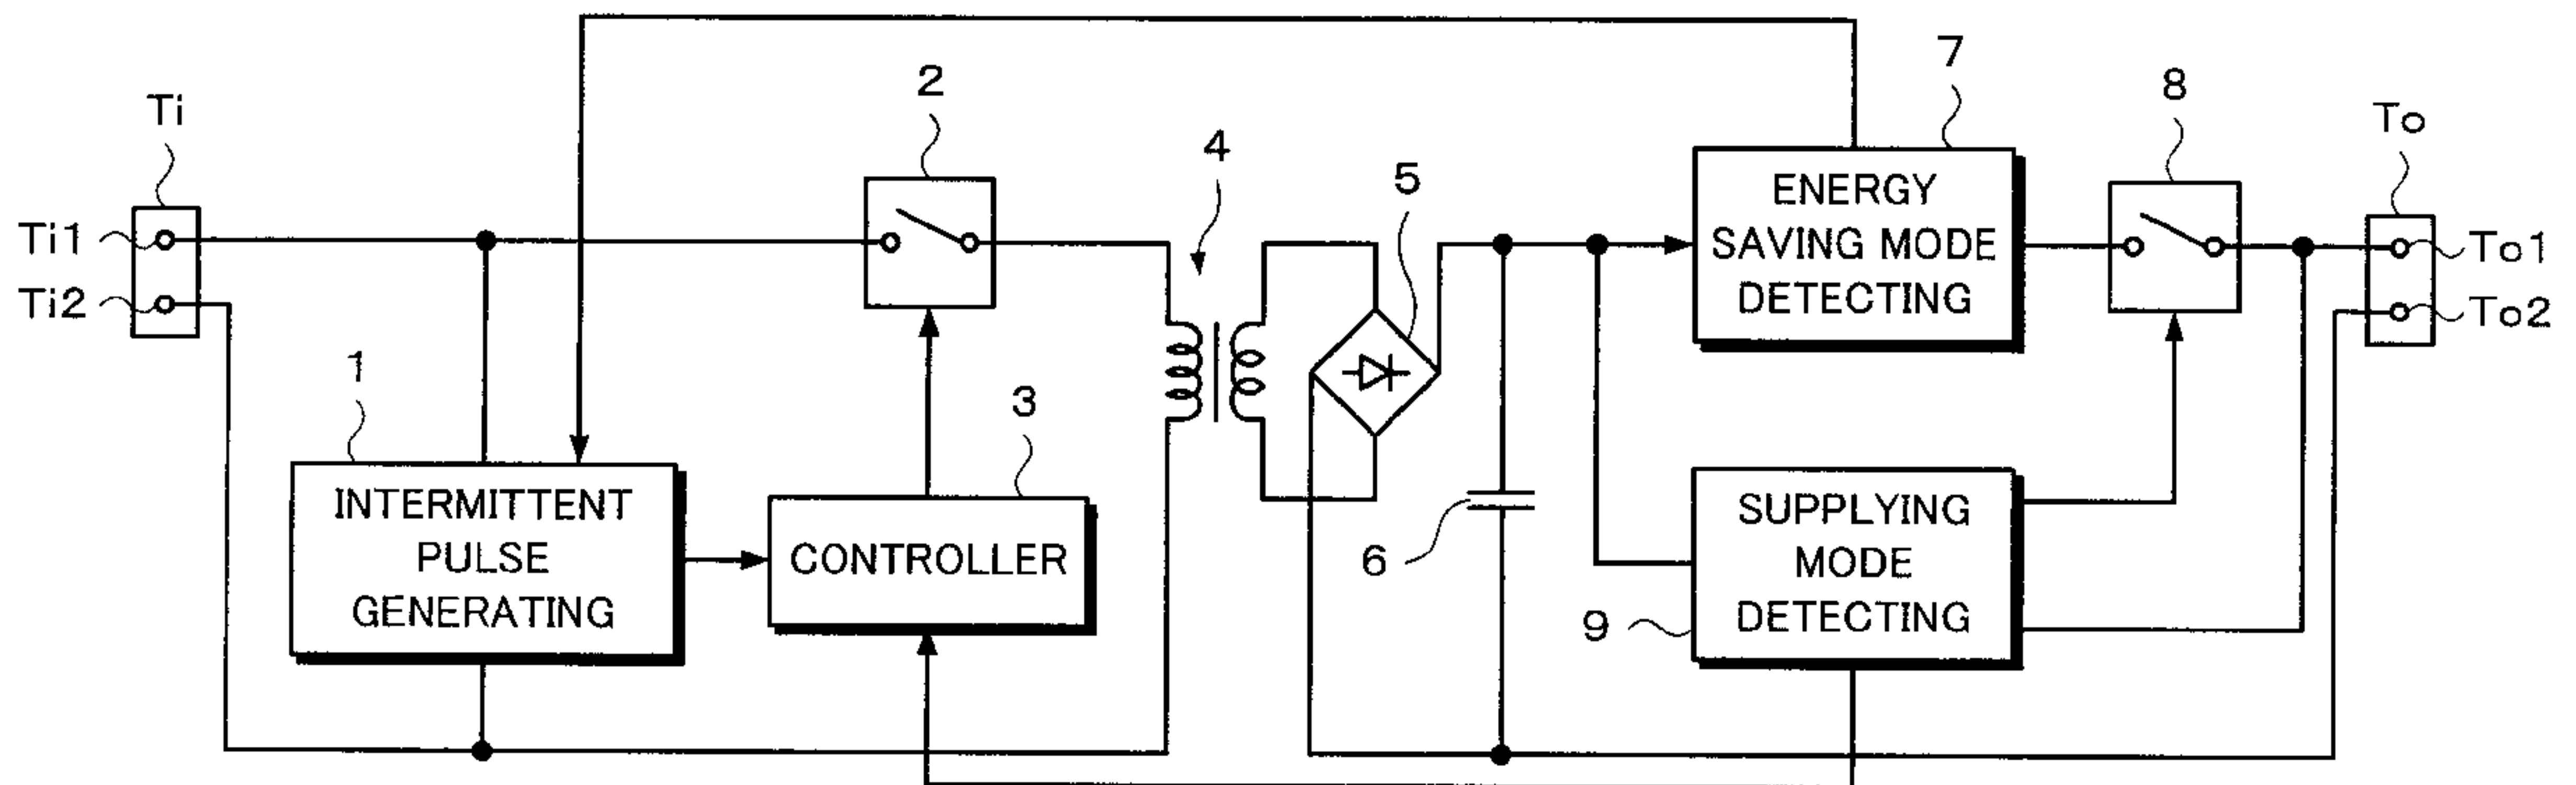 Ti
Ti1
Ti2
1
INTERMITTENT
PULSE
GENERATING
2
3
CONTROLLER
4
5
6
7
ENERGY
SAVING MODE
DETECTING
8
9
SUPPLYING
MODE
DETECTING
To
To1
To2